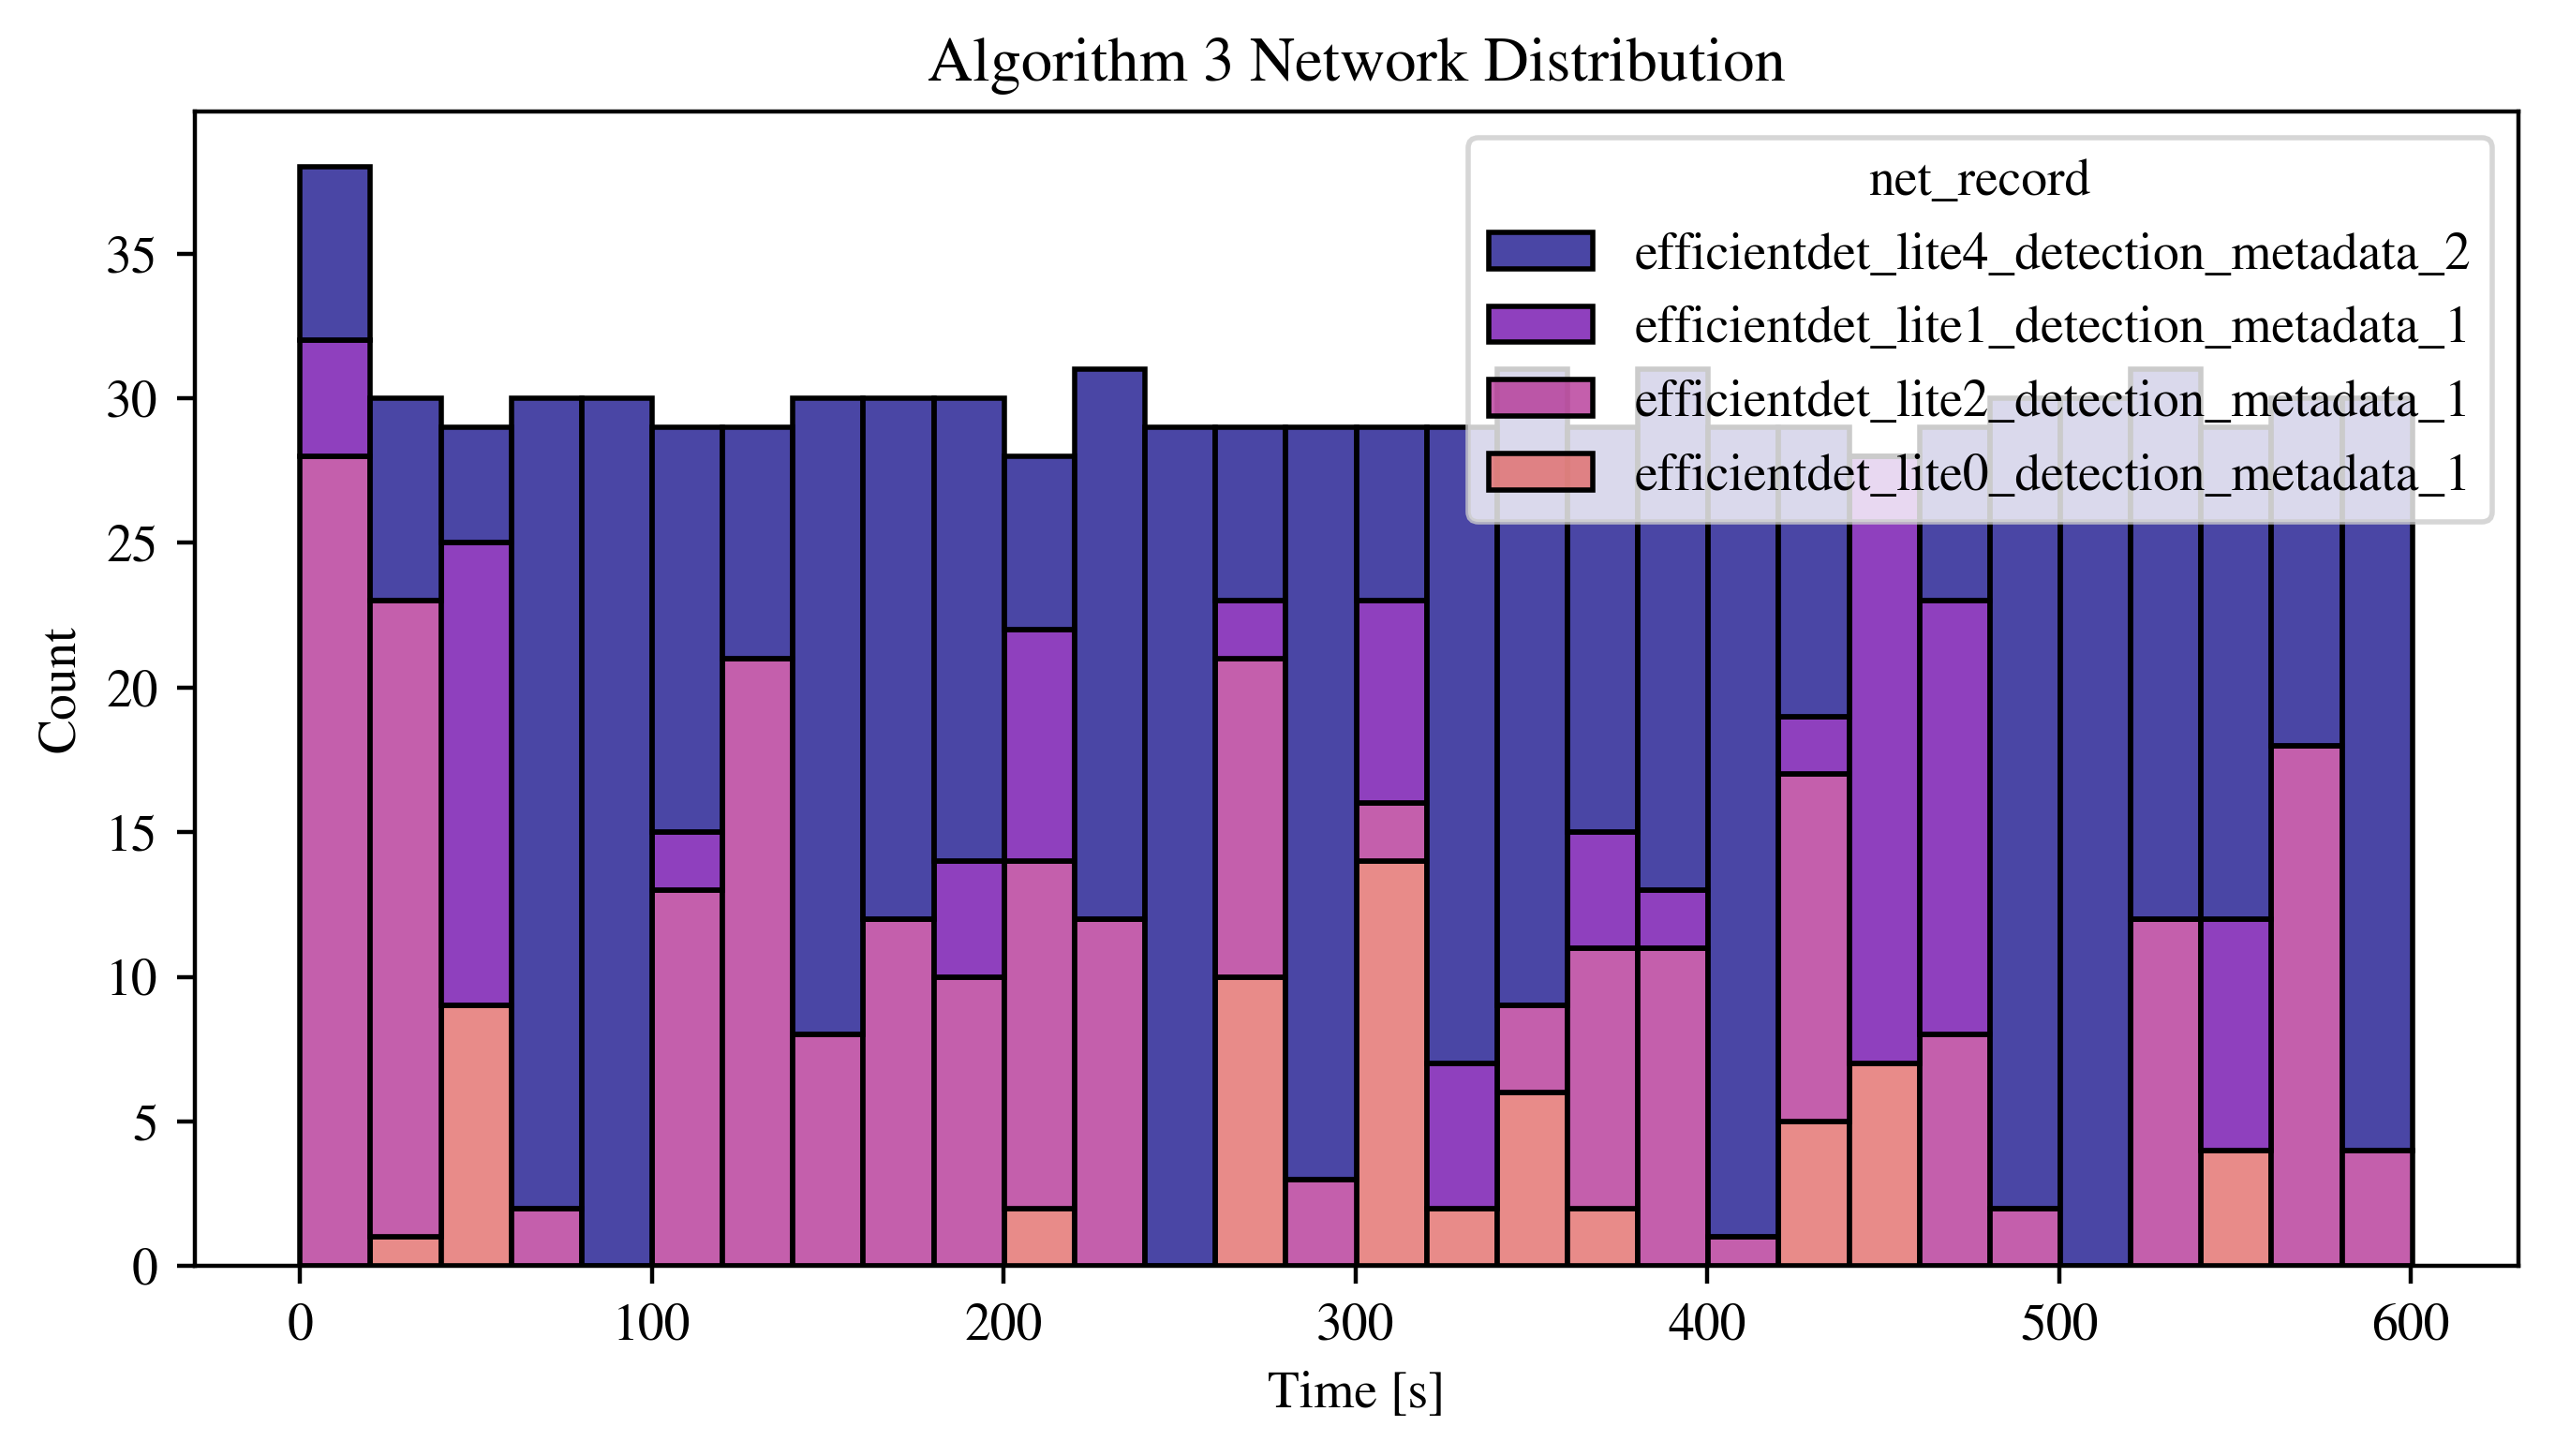 Algorithm 3 Network Distribution
net_record
efficientdet_lite4_detection_metadata_2
efficientdet_lite1_detection_metadata_1
efficientdet_lite2_detection_metadata_1
efficientdet_lite0_detection_metadata_1
Count
35
30
25
20
15
10
5
0
0 100 200 300 400 500 600
Time [s]